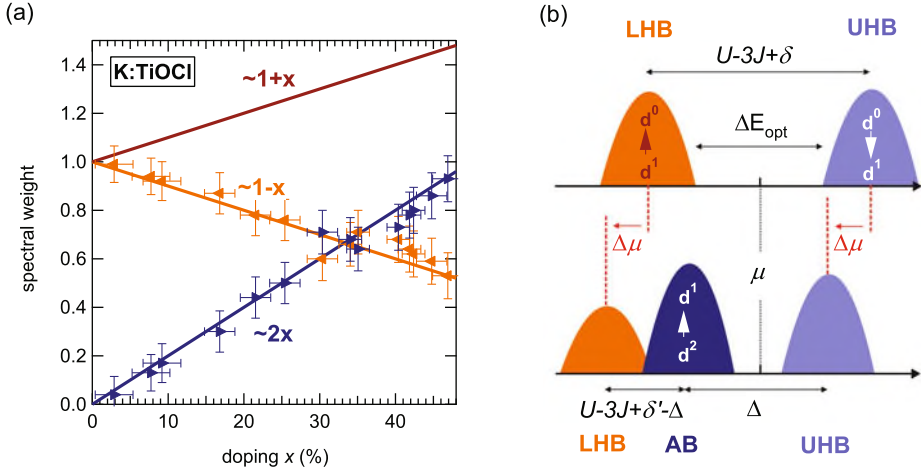 (a)
K:TiOCl
~1+x
~1-x
~2x
spectral weight
1.4
1.2
1.0
0.8
0.6
0.4
0.2
0.0
0
10
20
30
40
doping x (%)
(b)
LHB
UHB
U-3J+δ
d⁰
d¹
ΔE_opt
d⁰
d¹
Δμ
μ
Δμ
d¹
d²
U-3J+δ'-Δ
Δ
LHB
AB
UHB